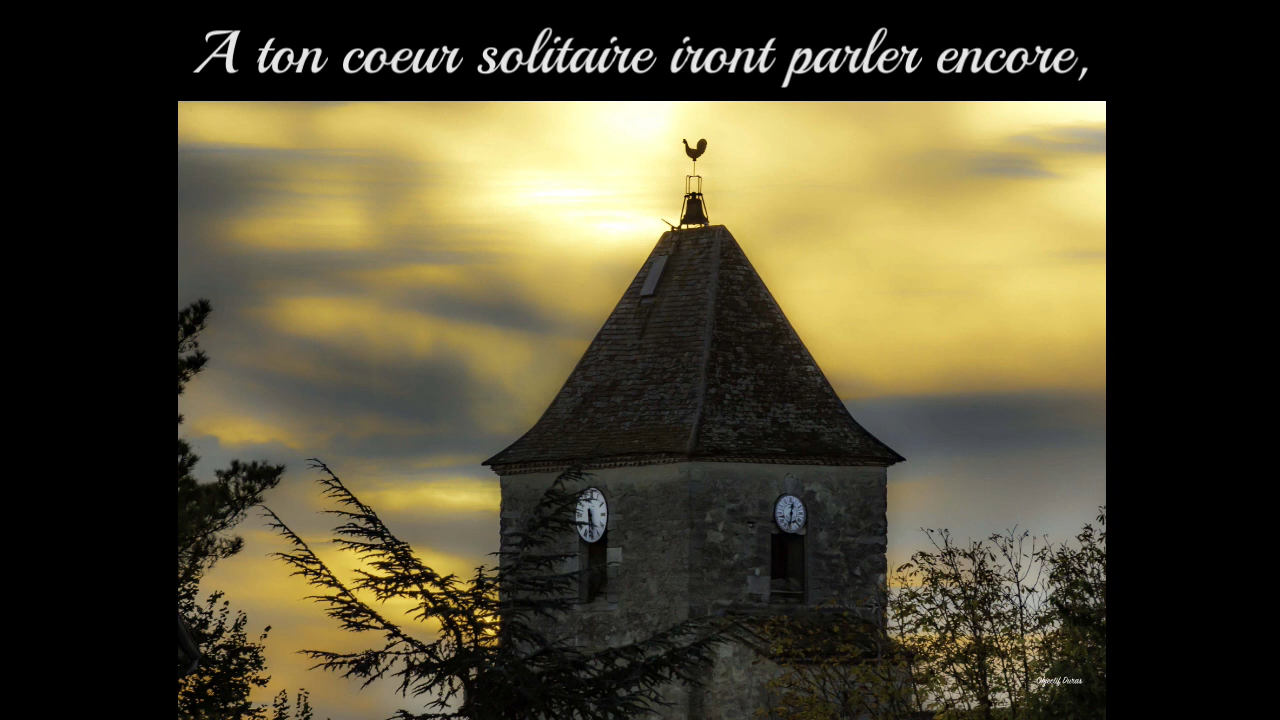 A ton coeur solitaire iront parler encore,
Objectif Duras